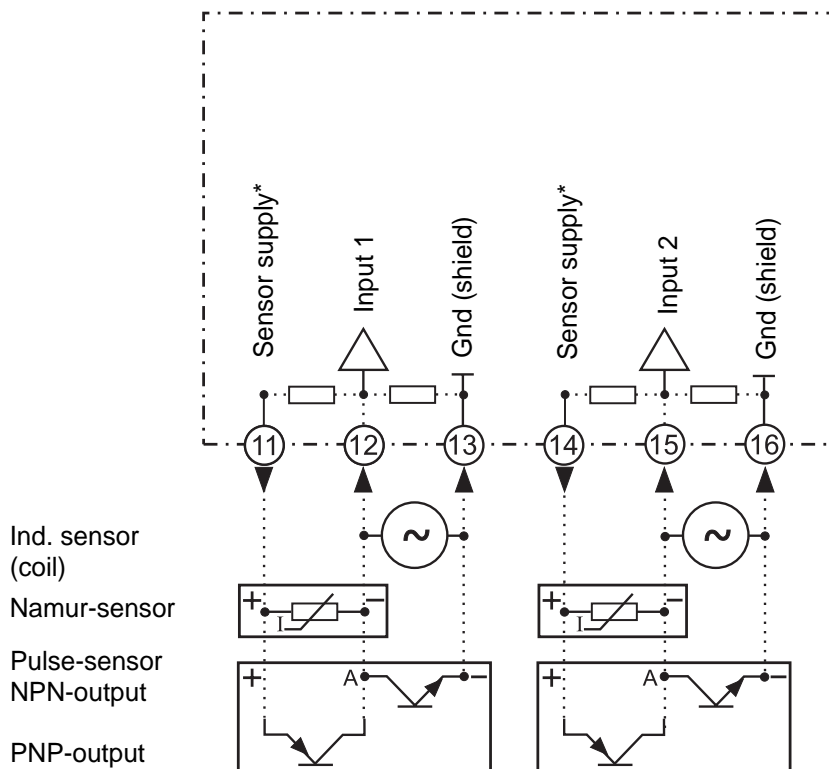 Sensor supply*
Input 1
Gnd (shield)
Sensor supply*
Input 2
Gnd (shield)
11
12
13
14
15
16
~
~
Ind. sensor
(coil)
Namur-sensor
+
I
−
+
I
−
Pulse-sensor
NPN-output
+
A
−
+
A
−
PNP-output